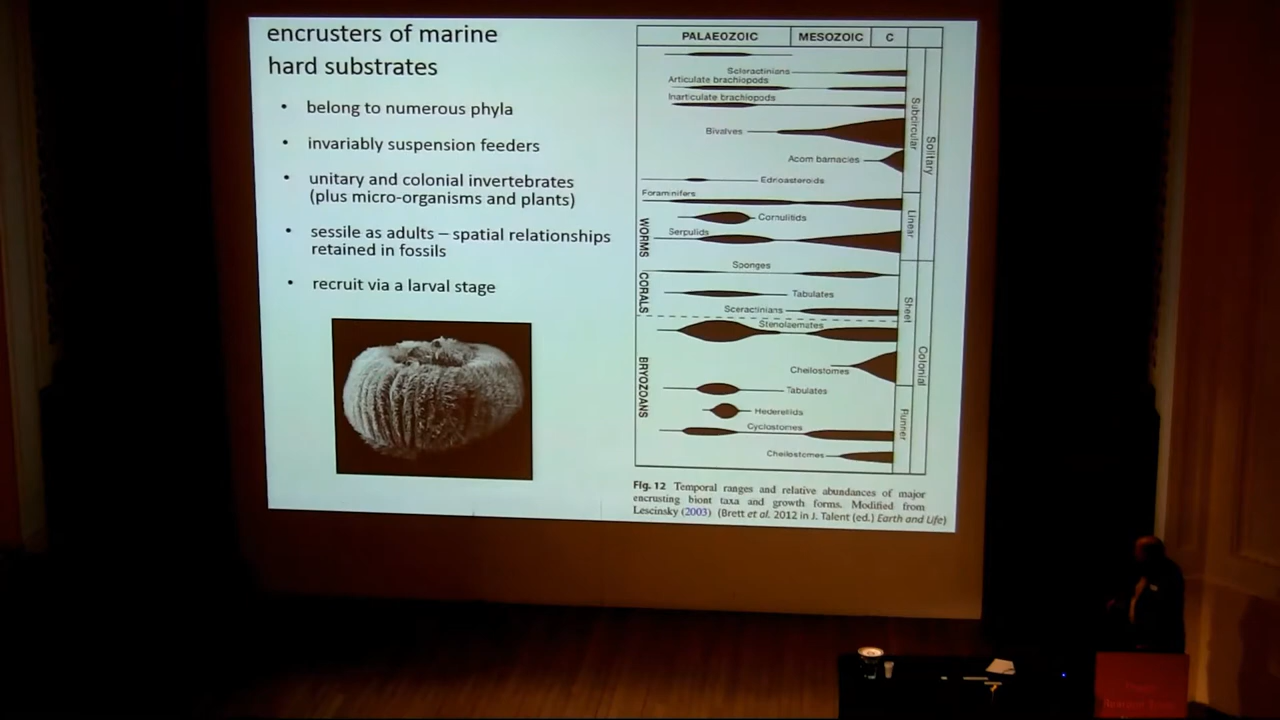 encrusters of marine
hard substrates
• belong to numerous phyla
• invariably suspension feeders
• unitary and colonial invertebrates
(plus micro-organisms and plants)
• sessile as adults – spatial relationships
retained in fossils
• recruit via a larval stage
PALAEOZOIC MESOZOIC C
Scleractinians
Articulate brachiopods
Inarticulate brachiopods
Bivalves
Acorn barnacles
Edrioasteroids
Foraminifers
Cornulitids
Serpulids
Sponges
Tabulates
Sceractinians
Stenolaemates
Cheilostomes
Tabulates
Hederellids
Cyclostomes
Cheilostomes
WORMS
CORALS
BRYOZOANS
Subcircular
Linear
Sheet
Runner
Solitary
Colonial
Fig. 12 Temporal ranges and relative abundances of major
encrusting biont taxa and growth forms. Modified from
Lescinsky (2003) (Brett et al. 2012 in J. Talent (ed.) Earth and Life)